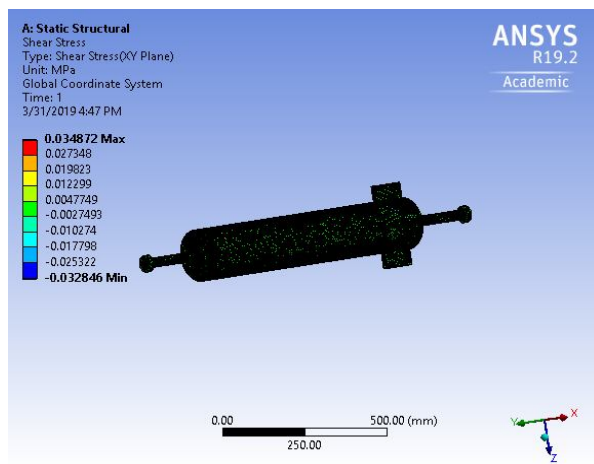 A: Static Structural
Shear Stress
Type: Shear Stress(XY Plane)
Unit: MPa
Global Coordinate System
Time: 1
3/31/2019 4:47 PM
ANSYS
R19.2
Academic
0.034872 Max
0.027348
0.019823
0.012299
0.0047749
-0.0027493
-0.010274
-0.017798
-0.025322
-0.032846 Min
0.00 500.00 (mm)
250.00
Y X
Z